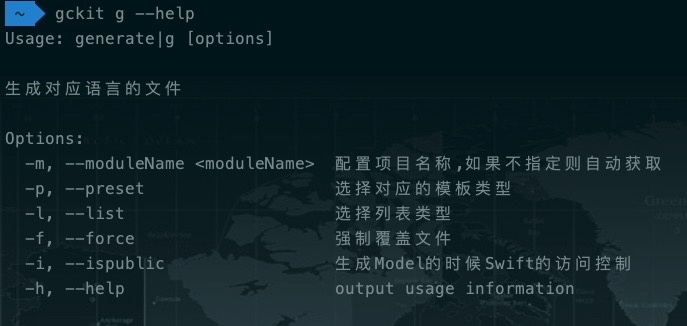 ~ gckit g --help
Usage: generate|g [options]
生成对应语言的文件
Options:
-m, --moduleName <moduleName> 配置项目名称,如果不指定则自动获取
-p, --preset 选择对应的模板类型
-l, --list 选择列表类型
-f, --force 强制覆盖文件
-i, --ispublic 生成Model的时候Swift的访问控制
-h, --help output usage information